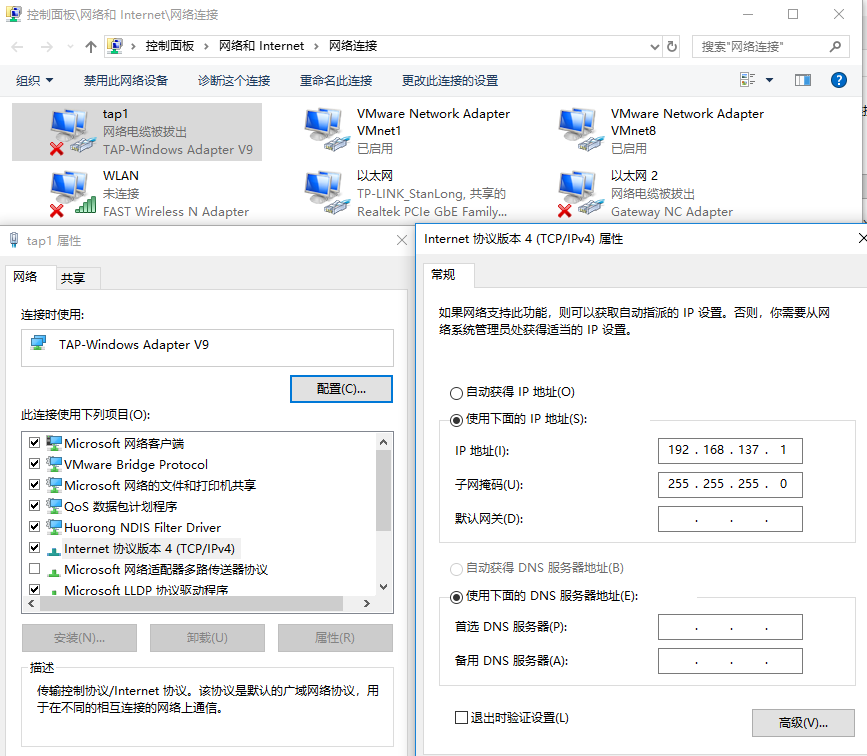 控制面板\网络和 Internet\网络连接
控制面板 › 网络和 Internet › 网络连接
搜索"网络连接"
组织 禁用此网络设备 诊断这个连接 重命名此连接 更改此连接的设置
tap1
网络电缆被拔出
TAP-Windows Adapter V9
VMware Network Adapter
VMnet1
已启用
VMware Network Adapter
VMnet8
已启用
WLAN
未连接
FAST Wireless N Adapter
以太网
TP-LINK_StanLong, 共享的
Realtek PCIe GbE Family...
以太网 2
网络电缆被拔出
Gateway NC Adapter
tap1 属性
网络 共享
连接时使用:
TAP-Windows Adapter V9
配置(C)...
此连接使用下列项目(O):
Microsoft 网络客户端
VMware Bridge Protocol
Microsoft 网络的文件和打印机共享
QoS 数据包计划程序
Huorong NDIS Filter Driver
Internet 协议版本 4 (TCP/IPv4)
Microsoft 网络适配器多路传送器协议
Microsoft LLDP 协议驱动程序
安装(N)... 卸载(U) 属性(R)
描述
传输控制协议/Internet 协议。该协议是默认的广域网络协议，用
于在不同的相互连接的网络上通信。
Internet 协议版本 4 (TCP/IPv4) 属性
常规
如果网络支持此功能，则可以获取自动指派的 IP 设置。否则，你需要从网
络系统管理员处获得适当的 IP 设置。
自动获得 IP 地址(O)
使用下面的 IP 地址(S):
IP 地址(I): 192 . 168 . 137 . 1
子网掩码(U): 255 . 255 . 255 . 0
默认网关(D): . . .
自动获得 DNS 服务器地址(B)
使用下面的 DNS 服务器地址(E):
首选 DNS 服务器(P): . . .
备用 DNS 服务器(A): . . .
退出时验证设置(L)
高级(V)...